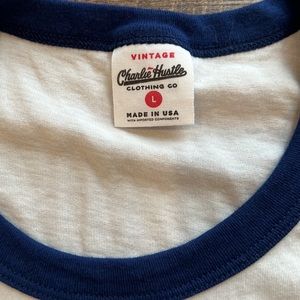 VINTAGE
Charlie Hustle
CLOTHING CO
L
MADE IN USA
WITH IMPORTED COMPONENTS